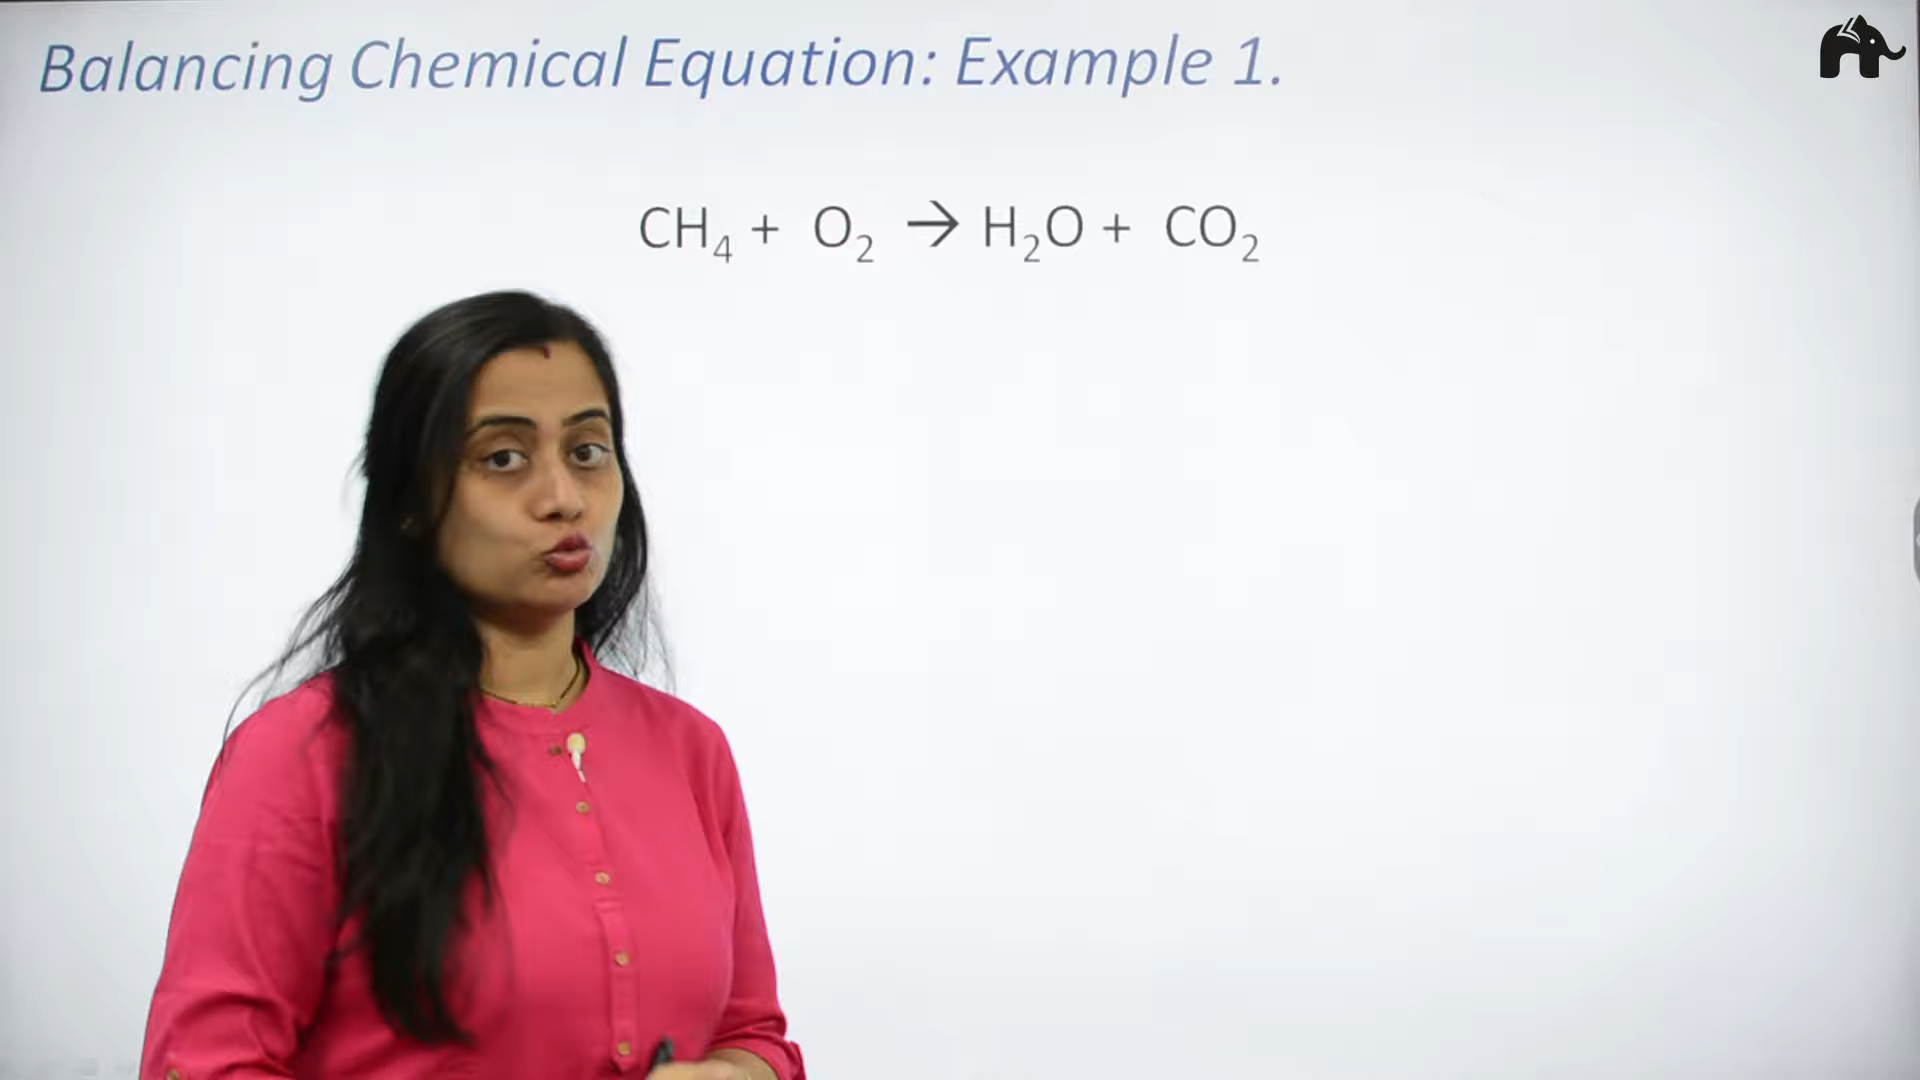 Balancing Chemical Equation: Example 1.
CH₄ + O₂ → H₂O + CO₂